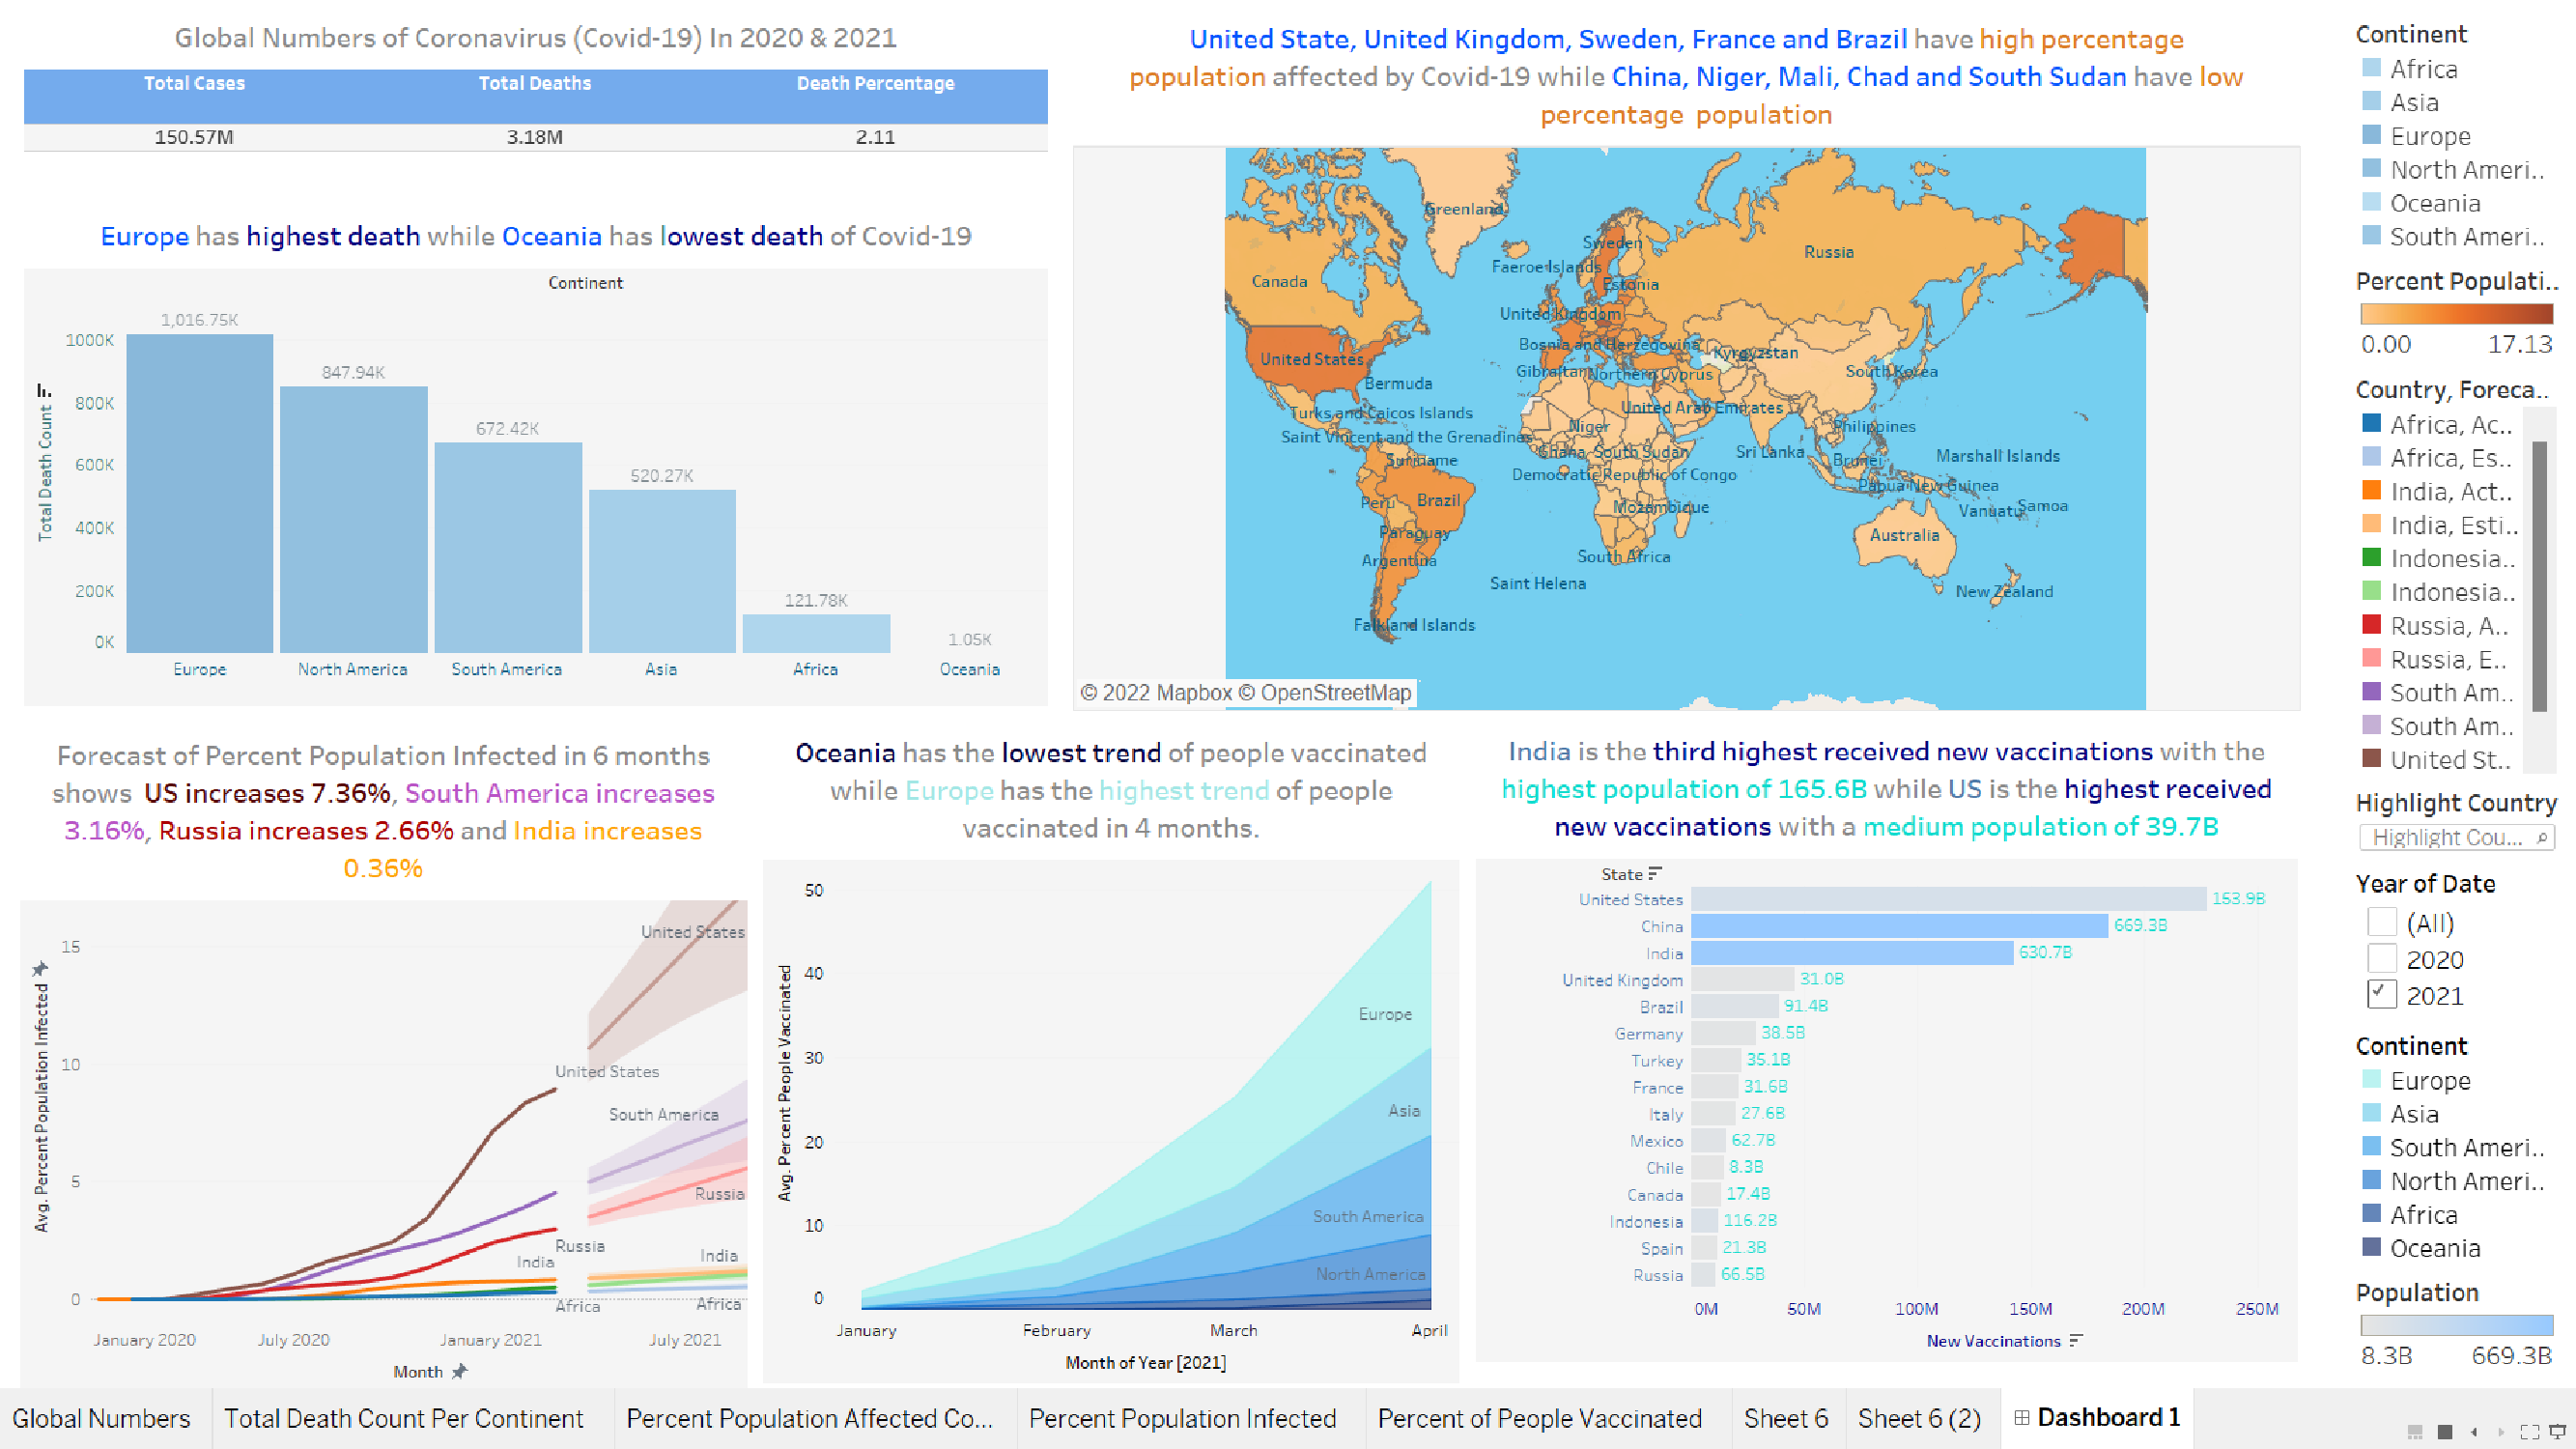 Global Numbers of Coronavirus (Covid-19) In 2020 & 2021
Total Cases Total Deaths Death Percentage
150.57M 3.18M 2.11
Europe has highest death while Oceania has lowest death of Covid-19
Continent
Total Death Count
1000K
800K
600K
400K
200K
0K
1,016.75K
847.94K
672.42K
520.27K
121.78K
1.05K
Europe North America South America Asia Africa Oceania
United State, United Kingdom, Sweden, France and Brazil have high percentage
population affected by Covid-19 while China, Niger, Mali, Chad and South Sudan have low
percentage population
Greenland
Sweden
Russia
Faeroe Islands
Canada
Estonia
United Kingdom
Bosnia and Herzegovina
Kyrgyzstan
United States
Gibraltar
Northern Cyprus
South Korea
Bermuda
United Arab Emirates
Turks and Caicos Islands
Niger
Philippines
Saint Vincent and the Grenadines
Ghana
South Sudan
Sri Lanka
Suriname
Brunei
Marshall Islands
Democratic Republic of Congo
Papua New Guinea
Peru
Brazil
Mozambique
Vanuatu
Samoa
Paraguay
Australia
Argentina
South Africa
Saint Helena
New Zealand
Falkland Islands
© 2022 Mapbox © OpenStreetMap
Forecast of Percent Population Infected in 6 months
shows US increases 7.36%, South America increases
3.16%, Russia increases 2.66% and India increases
0.36%
Avg. Percent Population Infected
15
10
5
0
United States
United States
South America
Russia
Russia
India
India
Africa
Africa
January 2020 July 2020 January 2021 July 2021
Month
Oceania has the lowest trend of people vaccinated
while Europe has the highest trend of people
vaccinated in 4 months.
Avg. Percent People Vaccinated
50
40
30
20
10
0
Europe
Asia
South America
North America
January February March April
Month of Year [2021]
India is the third highest received new vaccinations with the
highest population of 165.6B while US is the highest received
new vaccinations with a medium population of 39.7B
State
United States 153.9B
China 669.3B
India 630.7B
United Kingdom 31.0B
Brazil 91.4B
Germany 38.5B
Turkey 35.1B
France 31.6B
Italy 27.6B
Mexico 62.7B
Chile 8.3B
Canada 17.4B
Indonesia 116.2B
Spain 21.3B
Russia 66.5B
0M 50M 100M 150M 200M 250M
New Vaccinations
Continent
Africa
Asia
Europe
North Ameri..
Oceania
South Ameri..
Percent Populati..
0.00 17.13
Country, Foreca..
Africa, Ac..
Africa, Es..
India, Act..
India, Esti..
Indonesia..
Indonesia..
Russia, A..
Russia, E..
South Am..
South Am..
United St..
Highlight Country
Highlight Cou...
Year of Date
(All)
2020
2021
Continent
Europe
Asia
South Ameri..
North Ameri..
Africa
Oceania
Population
8.3B 669.3B
Global Numbers Total Death Count Per Continent Percent Population Affected Co... Percent Population Infected Percent of People Vaccinated Sheet 6 Sheet 6 (2) Dashboard 1